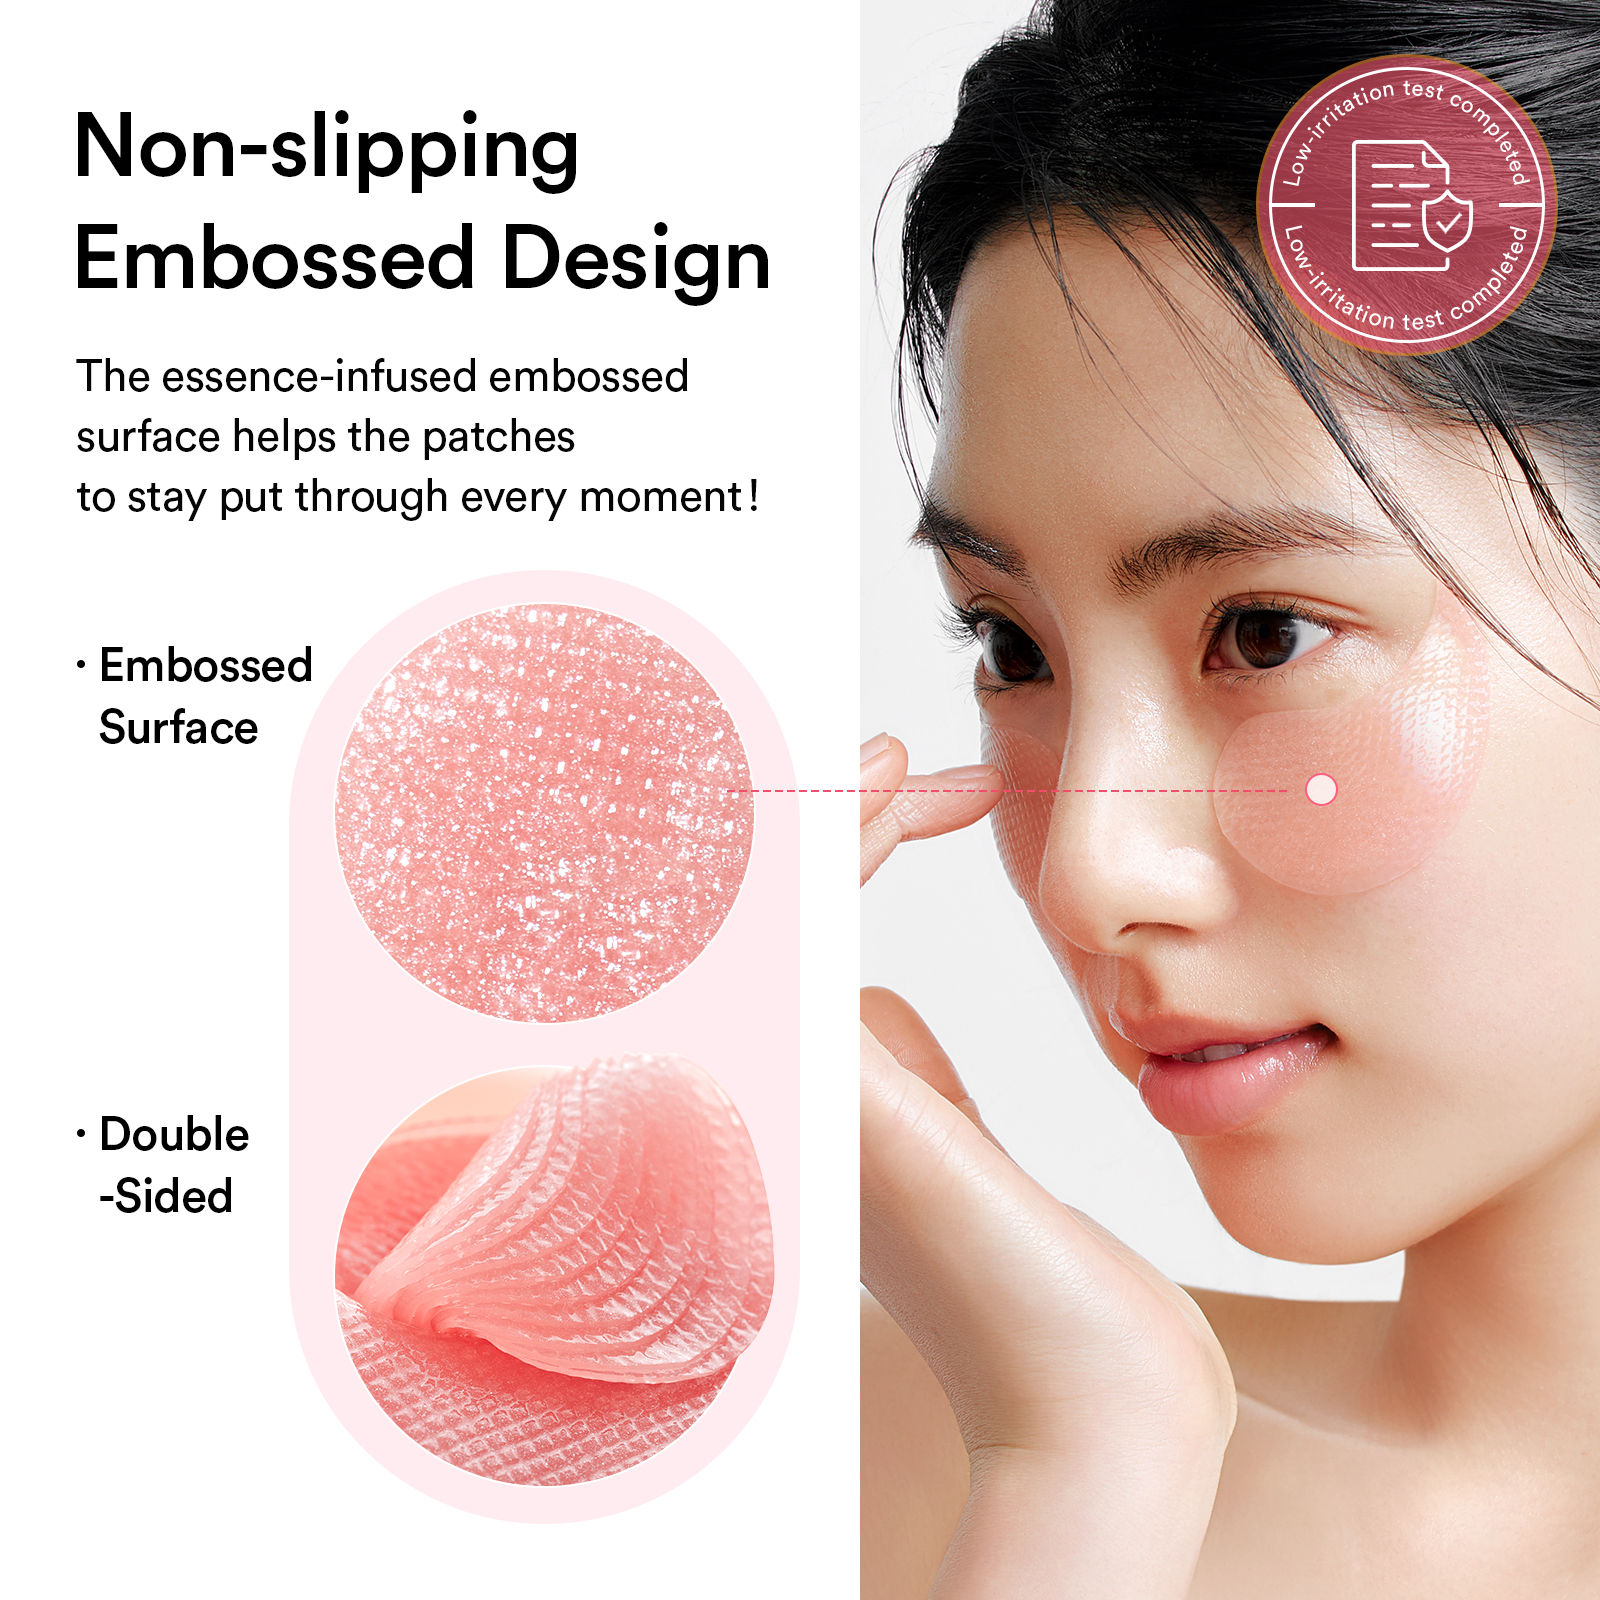 Non-slipping
Embossed Design
The essence-infused embossed
surface helps the patches
to stay put through every moment!
· Embossed
Surface
· Double
-Sided
Low-irritation test completed
Low-irritation test completed